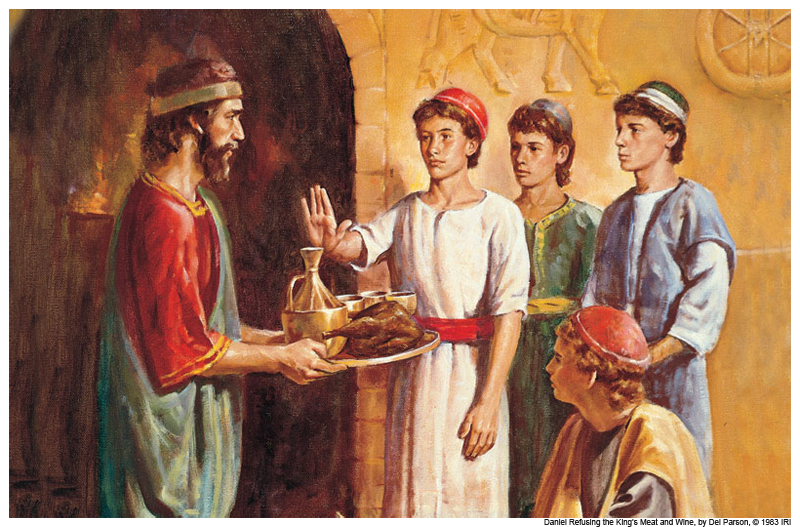 Daniel Refusing the King's Meat and Wine, by Del Parson, © 1983 IRI